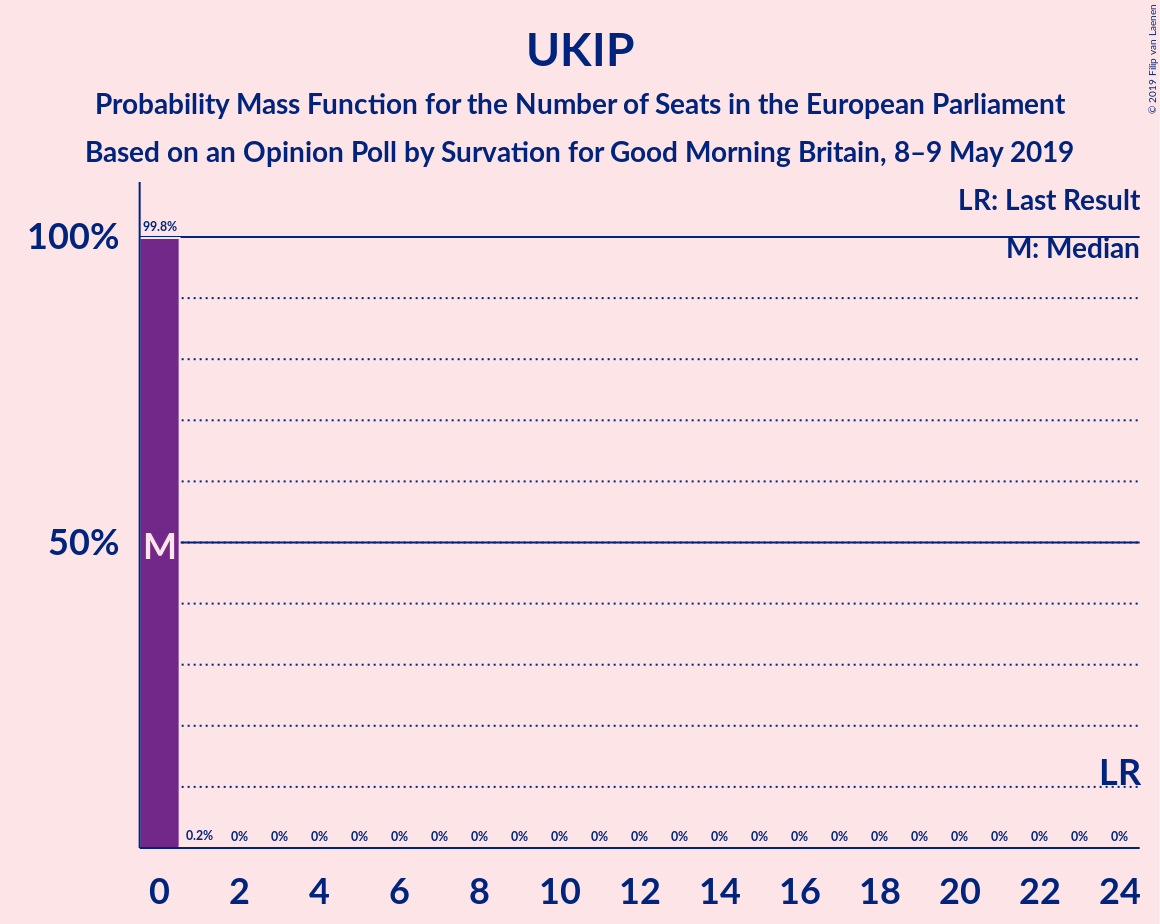 UKIP
Probability Mass Function for the Number of Seats in the European Parliament
Based on an Opinion Poll by Survation for Good Morning Britain, 8–9 May 2019
© 2019 Filip van Laenen
LR: Last Result
M: Median
100%
50%
99.8%
M
LR
0.2% 0% 0% 0% 0% 0% 0% 0% 0% 0% 0% 0% 0% 0% 0% 0% 0% 0% 0% 0% 0% 0% 0% 0%
0 2 4 6 8 10 12 14 16 18 20 22 24